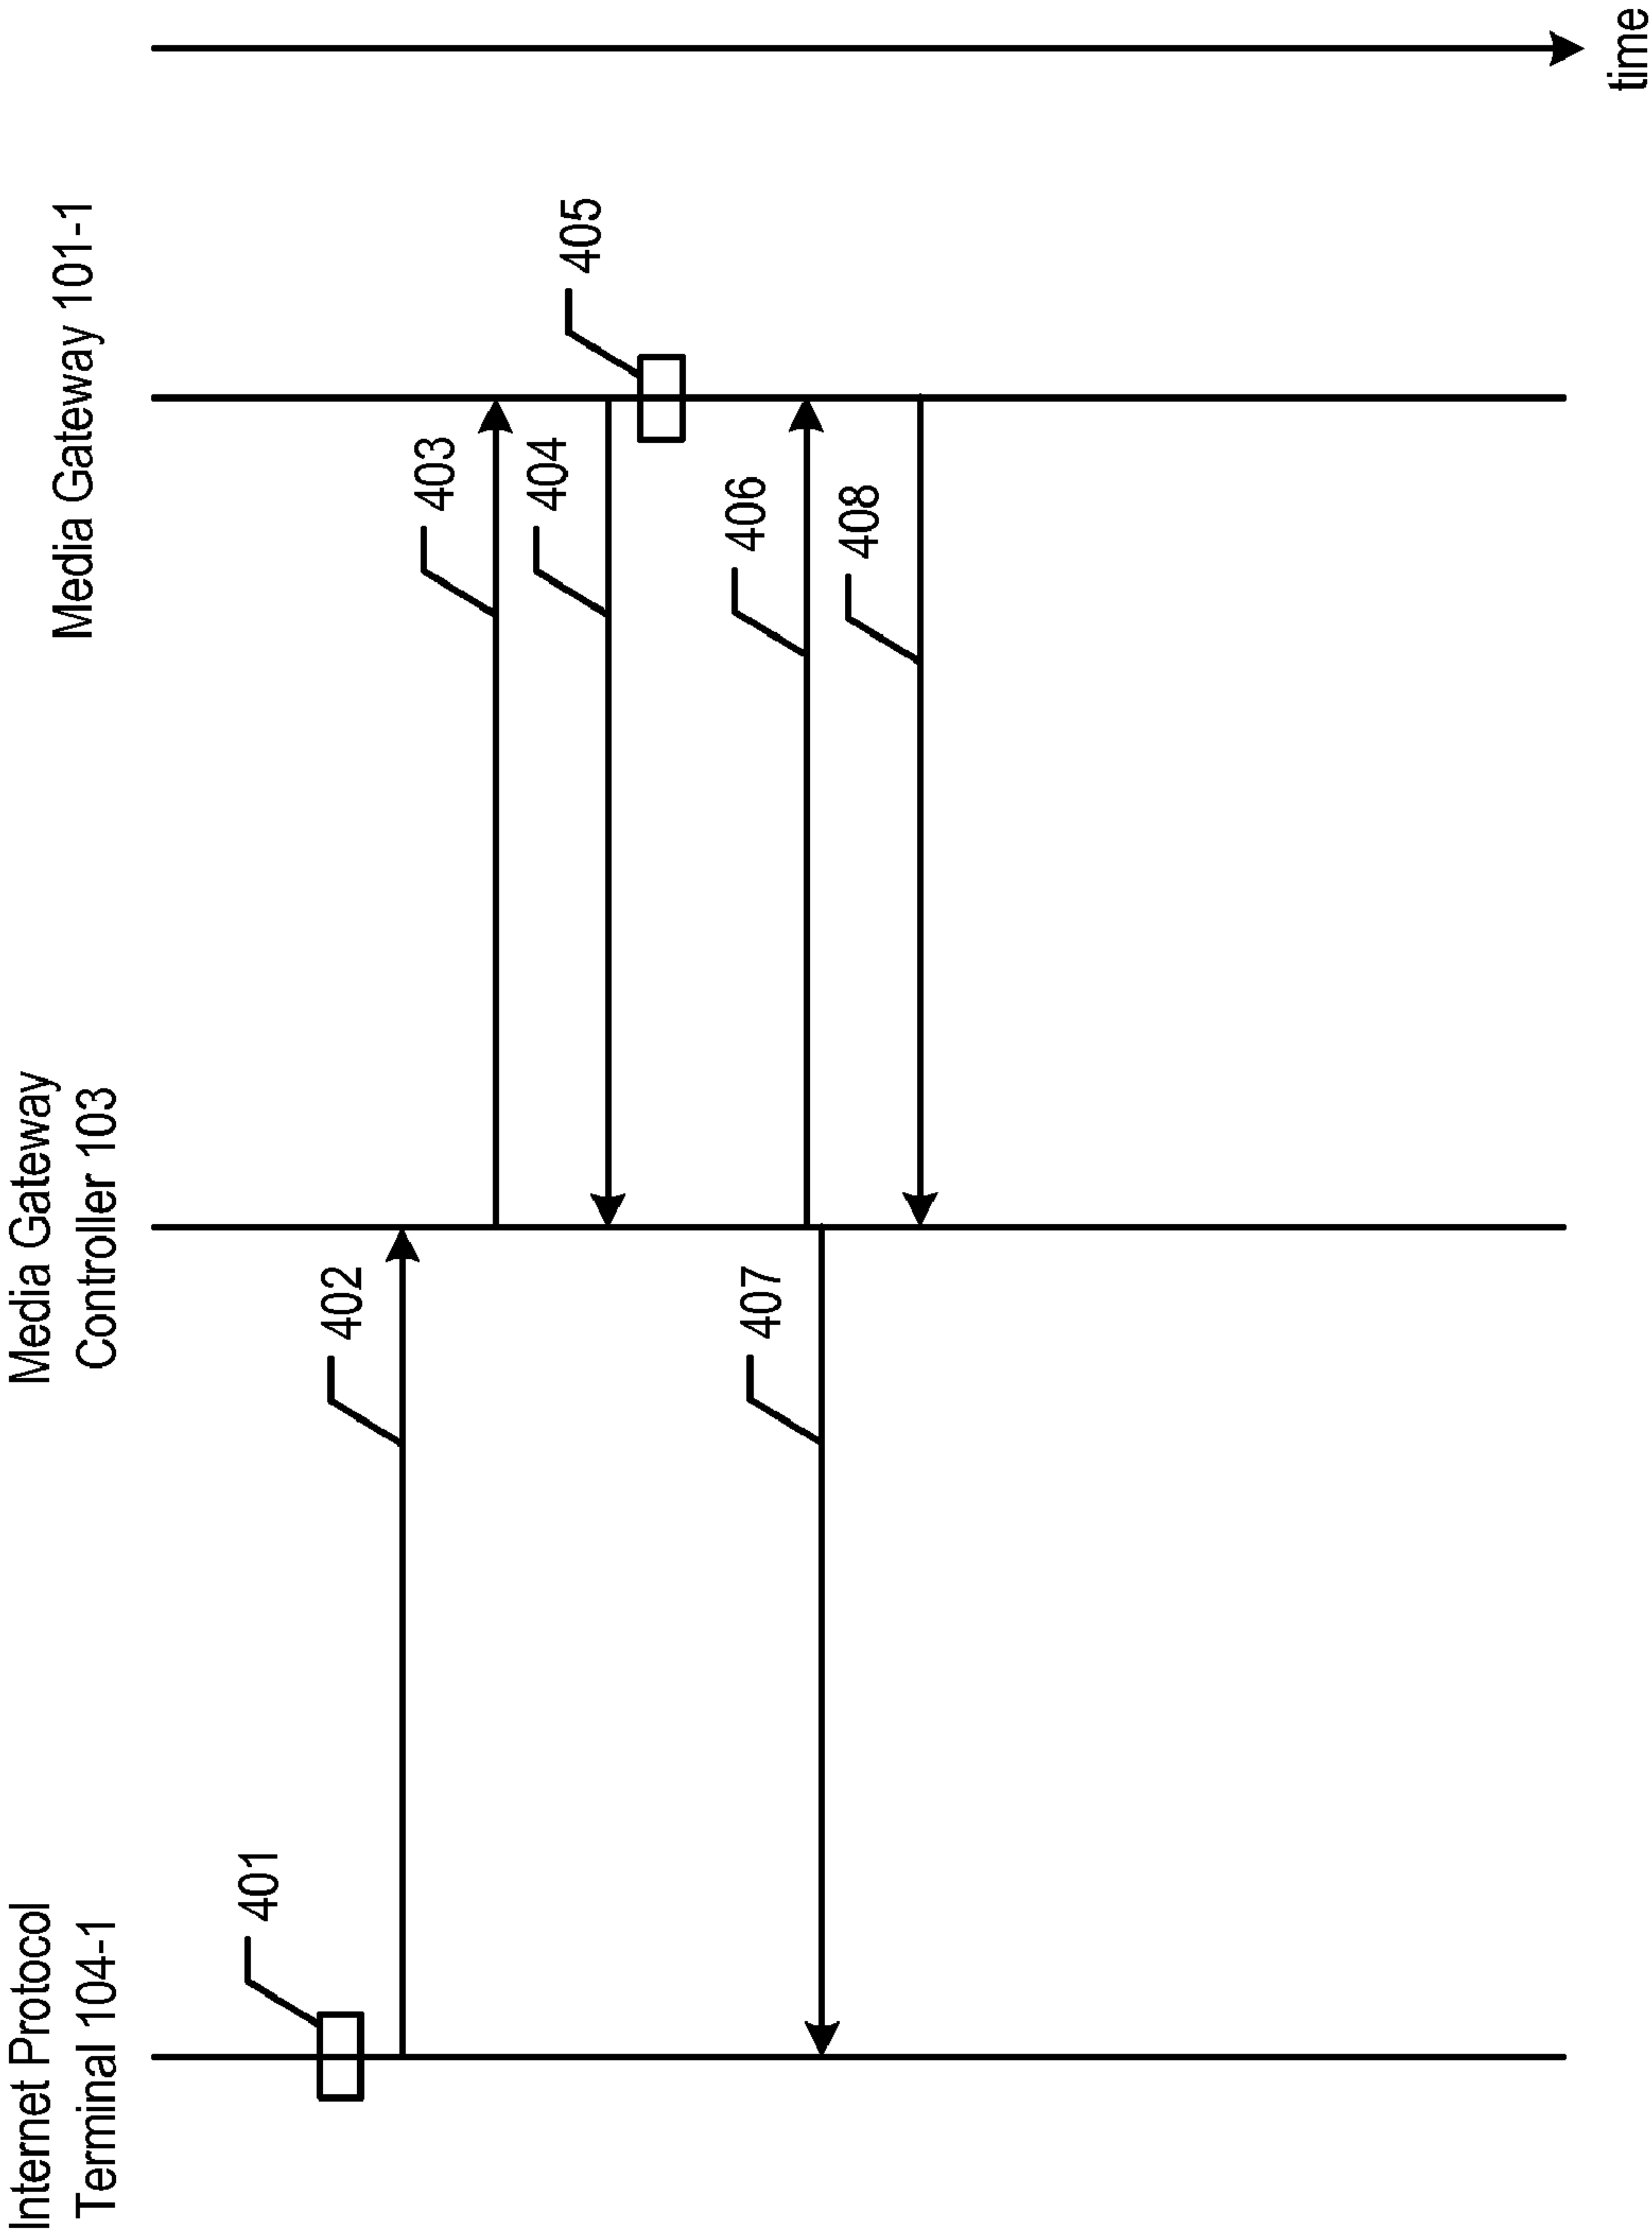 Internet Protocol
Terminal 104-1
Media Gateway
Controller 103
Media Gateway 101-1
401
402
403
404
405
406
407
408
time